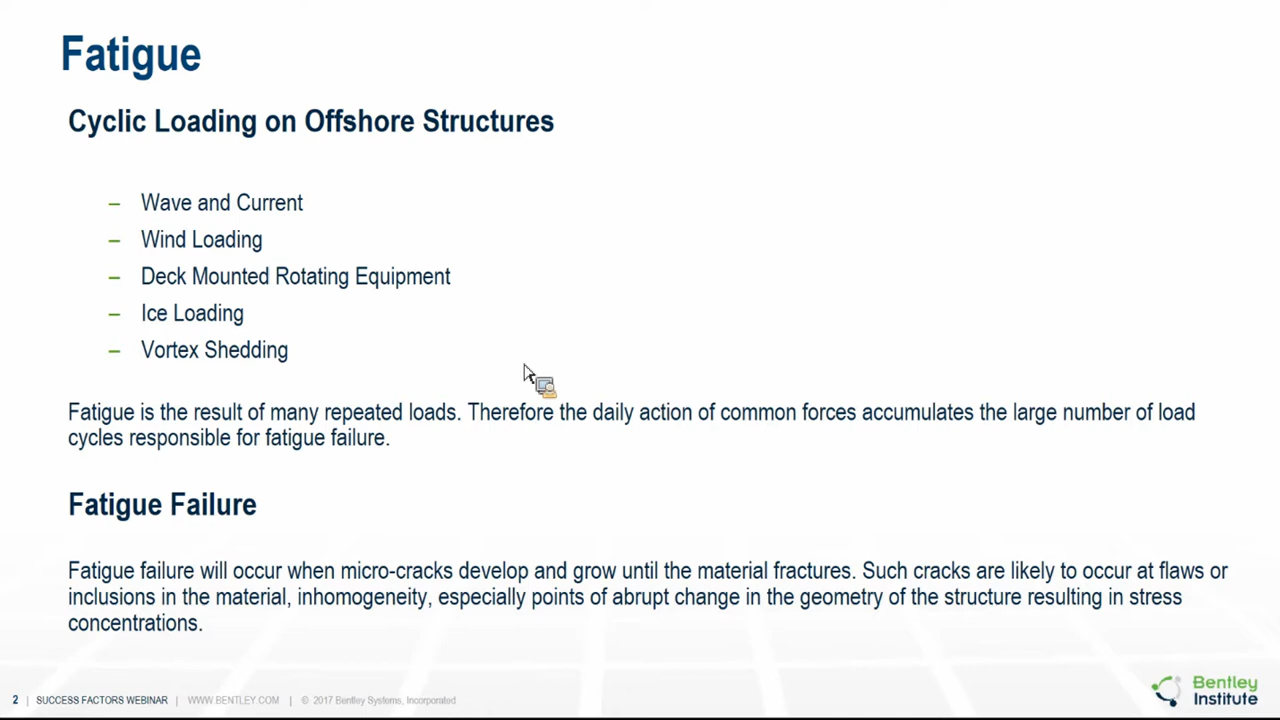 Fatigue
Cyclic Loading on Offshore Structures
– Wave and Current
– Wind Loading
– Deck Mounted Rotating Equipment
– Ice Loading
– Vortex Shedding
Fatigue is the result of many repeated loads. Therefore the daily action of common forces accumulates the large number of load
cycles responsible for fatigue failure.
Fatigue Failure
Fatigue failure will occur when micro-cracks develop and grow until the material fractures. Such cracks are likely to occur at flaws or
inclusions in the material, inhomogeneity, especially points of abrupt change in the geometry of the structure resulting in stress
concentrations.
2 | SUCCESS FACTORS WEBINAR | WWW.BENTLEY.COM | © 2017 Bentley Systems, Incorporated
Bentley
Institute